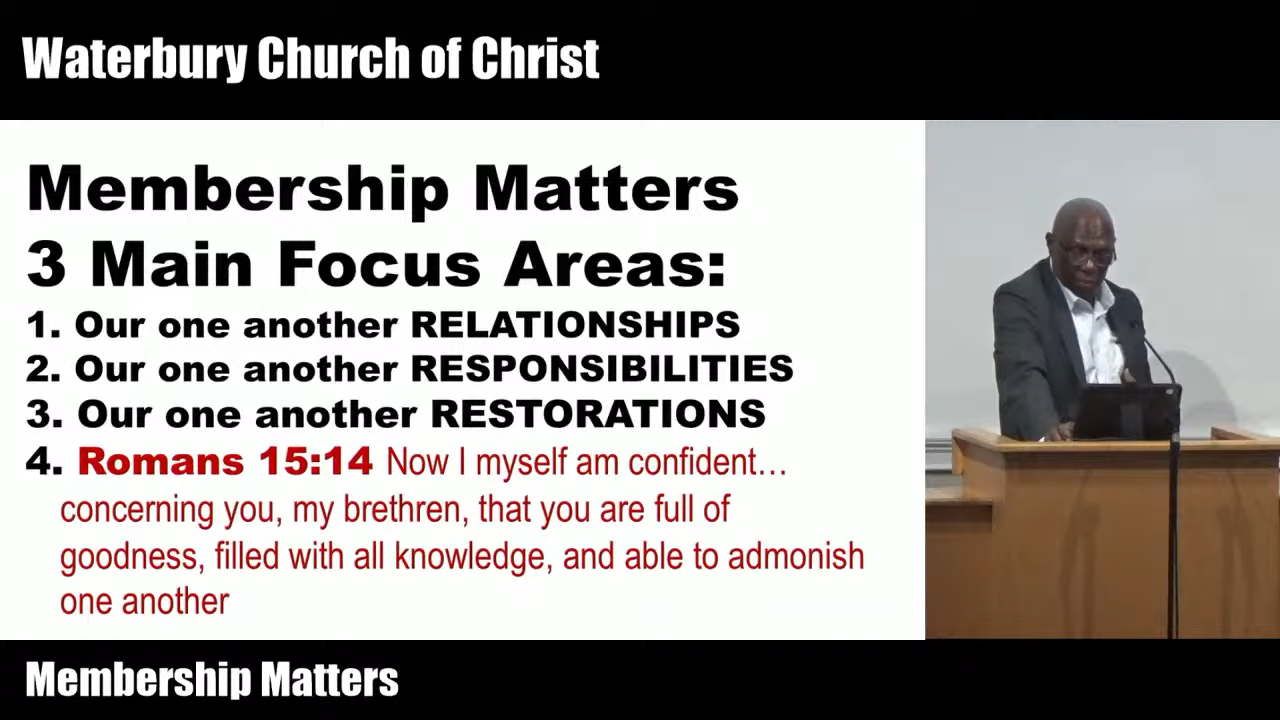 Waterbury Church of Christ
Membership Matters
3 Main Focus Areas:
1. Our one another RELATIONSHIPS
2. Our one another RESPONSIBILITIES
3. Our one another RESTORATIONS
4. Romans 15:14 Now I myself am confident…
concerning you, my brethren, that you are full of
goodness, filled with all knowledge, and able to admonish
one another
Membership Matters